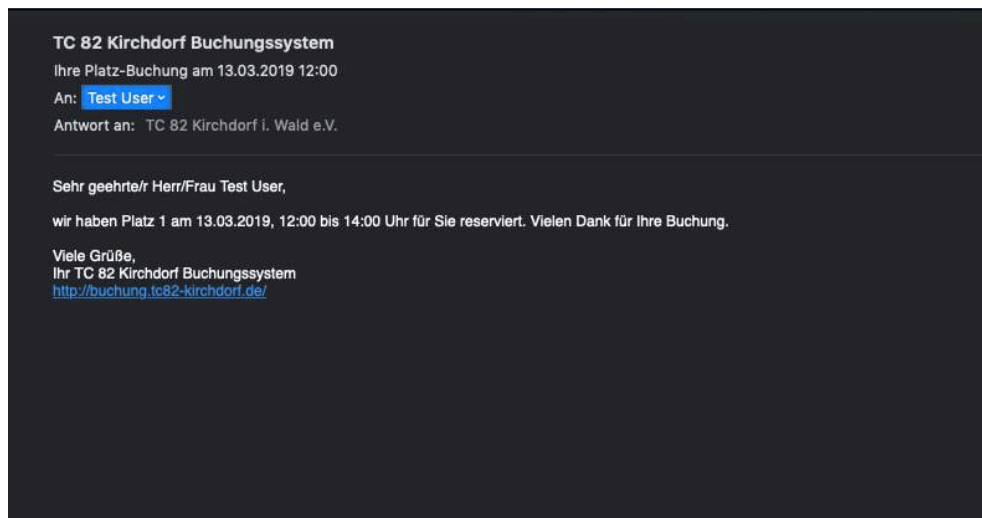 TC 82 Kirchdorf Buchungssystem
Ihre Platz-Buchung am 13.03.2019 12:00
An: Test User
Antwort an: TC 82 Kirchdorf i. Wald e.V.
Sehr geehrte/r Herr/Frau Test User,
wir haben Platz 1 am 13.03.2019, 12:00 bis 14:00 Uhr für Sie reserviert. Vielen Dank für Ihre Buchung.
Viele Grüße,
Ihr TC 82 Kirchdorf Buchungssystem
http://buchung.tc82-kirchdorf.de/